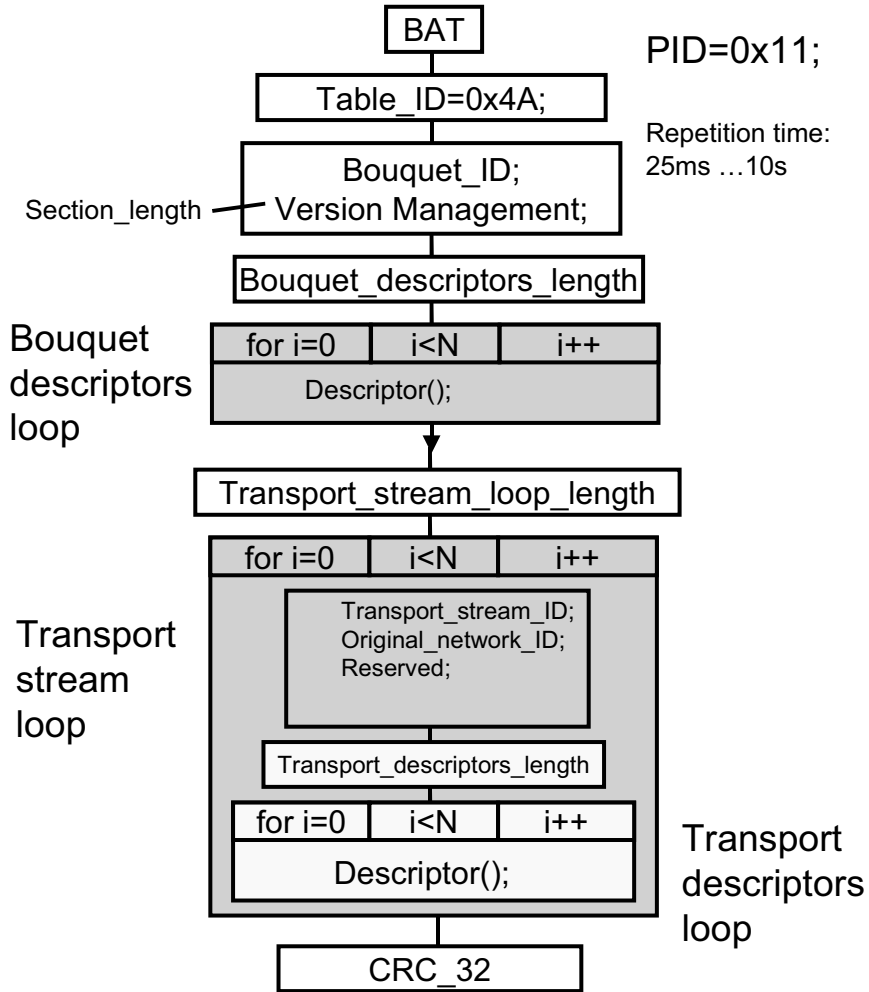 BAT
PID=0x11;
Table_ID=0x4A;
Repetition time:
25ms …10s
Bouquet_ID;
Version Management;
Section_length
Bouquet_descriptors_length
Bouquet
descriptors
loop
for i=0 i<N i++
Descriptor();
Transport_stream_loop_length
for i=0 i<N i++
Transport
stream
loop
Transport_stream_ID;
Original_network_ID;
Reserved;
Transport_descriptors_length
for i=0 i<N i++
Descriptor();
Transport
descriptors
loop
CRC_32